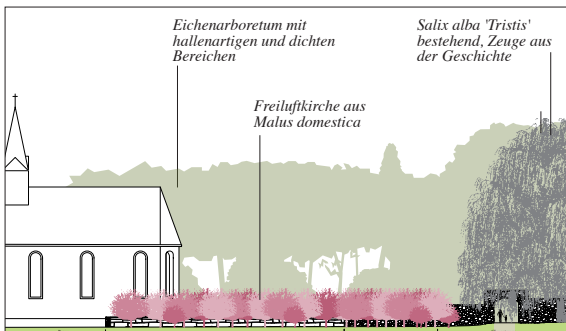 Eichenarboretum mit
hallenartigen und dichten
Bereichen
Salix alba 'Tristis'
bestehend, Zeuge aus
der Geschichte
Freiluftkirche aus
Malus domestica